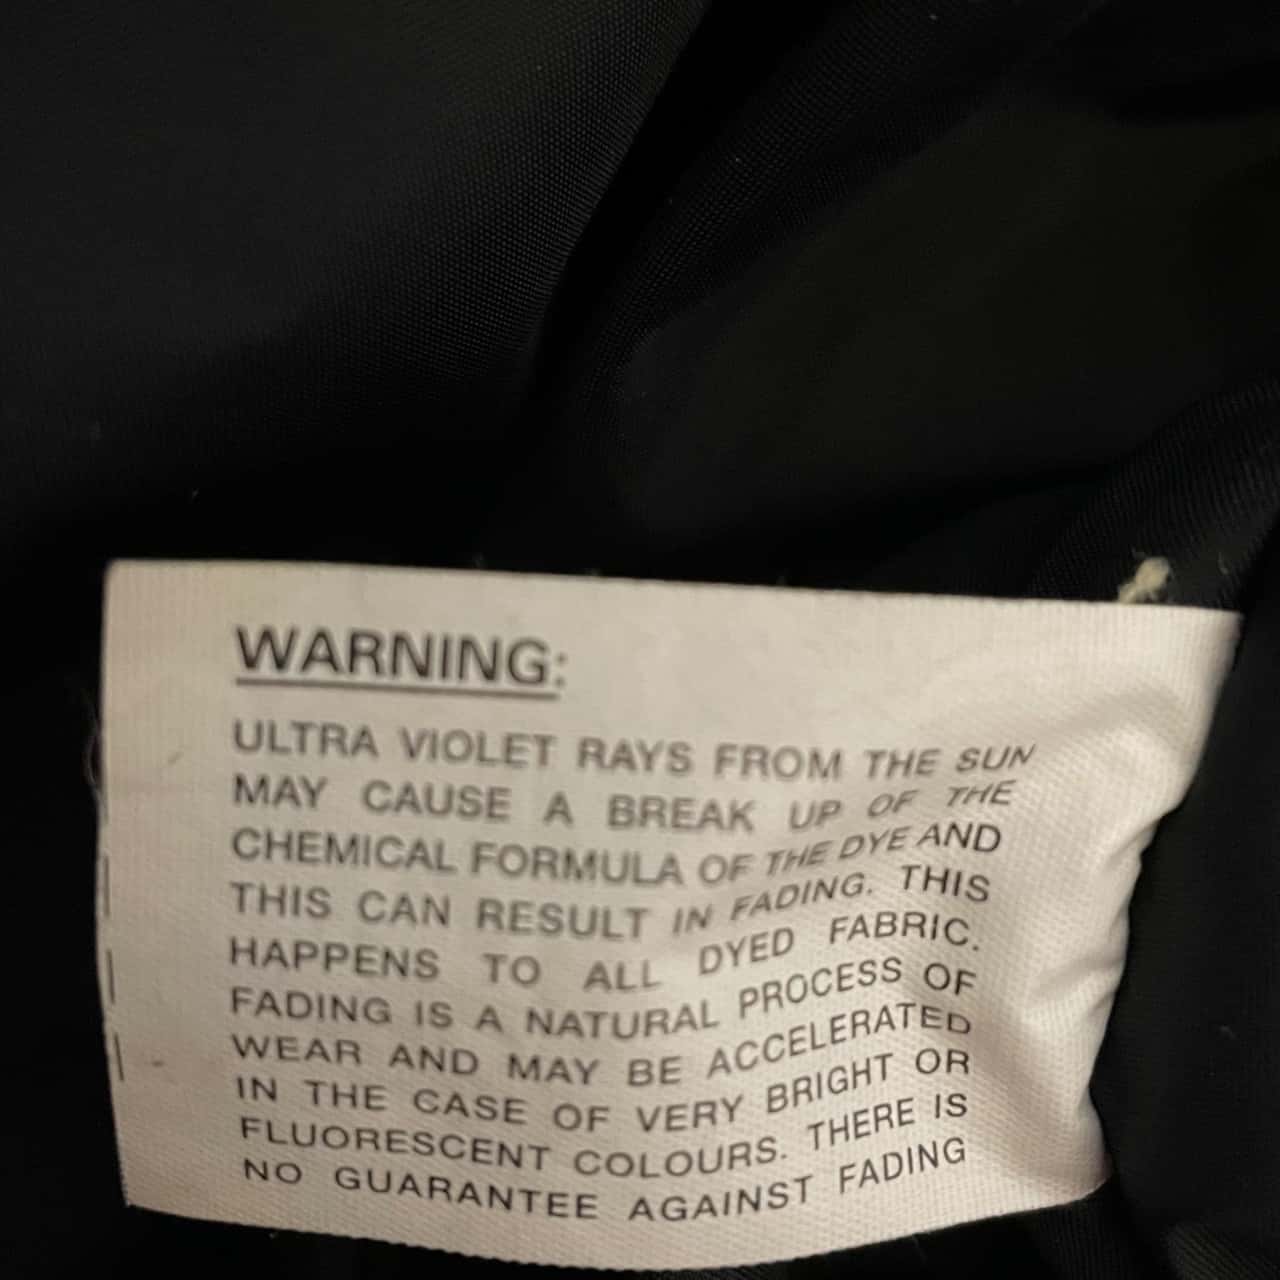 WARNING:
ULTRA VIOLET RAYS FROM THE SUN
MAY CAUSE A BREAK UP OF THE
CHEMICAL FORMULA OF THE DYE AND
THIS CAN RESULT IN FADING. THIS
HAPPENS TO ALL DYED FABRIC.
FADING IS A NATURAL PROCESS OF
WEAR AND MAY BE ACCELERATED
IN THE CASE OF VERY BRIGHT OR
FLUORESCENT COLOURS. THERE IS
NO GUARANTEE AGAINST FADING